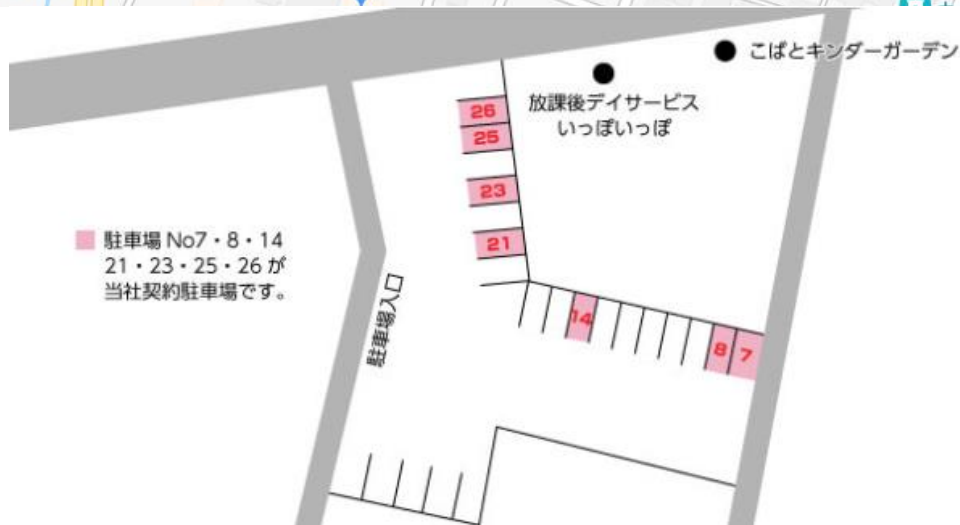 こばとキンダーガーデン
放課後デイサービス
いっぽいっぽ
26
25
23
21
駐車場 No7・8・14
21・23・25・26 が
当社契約駐車場です。
駐車場入口
14
8
7